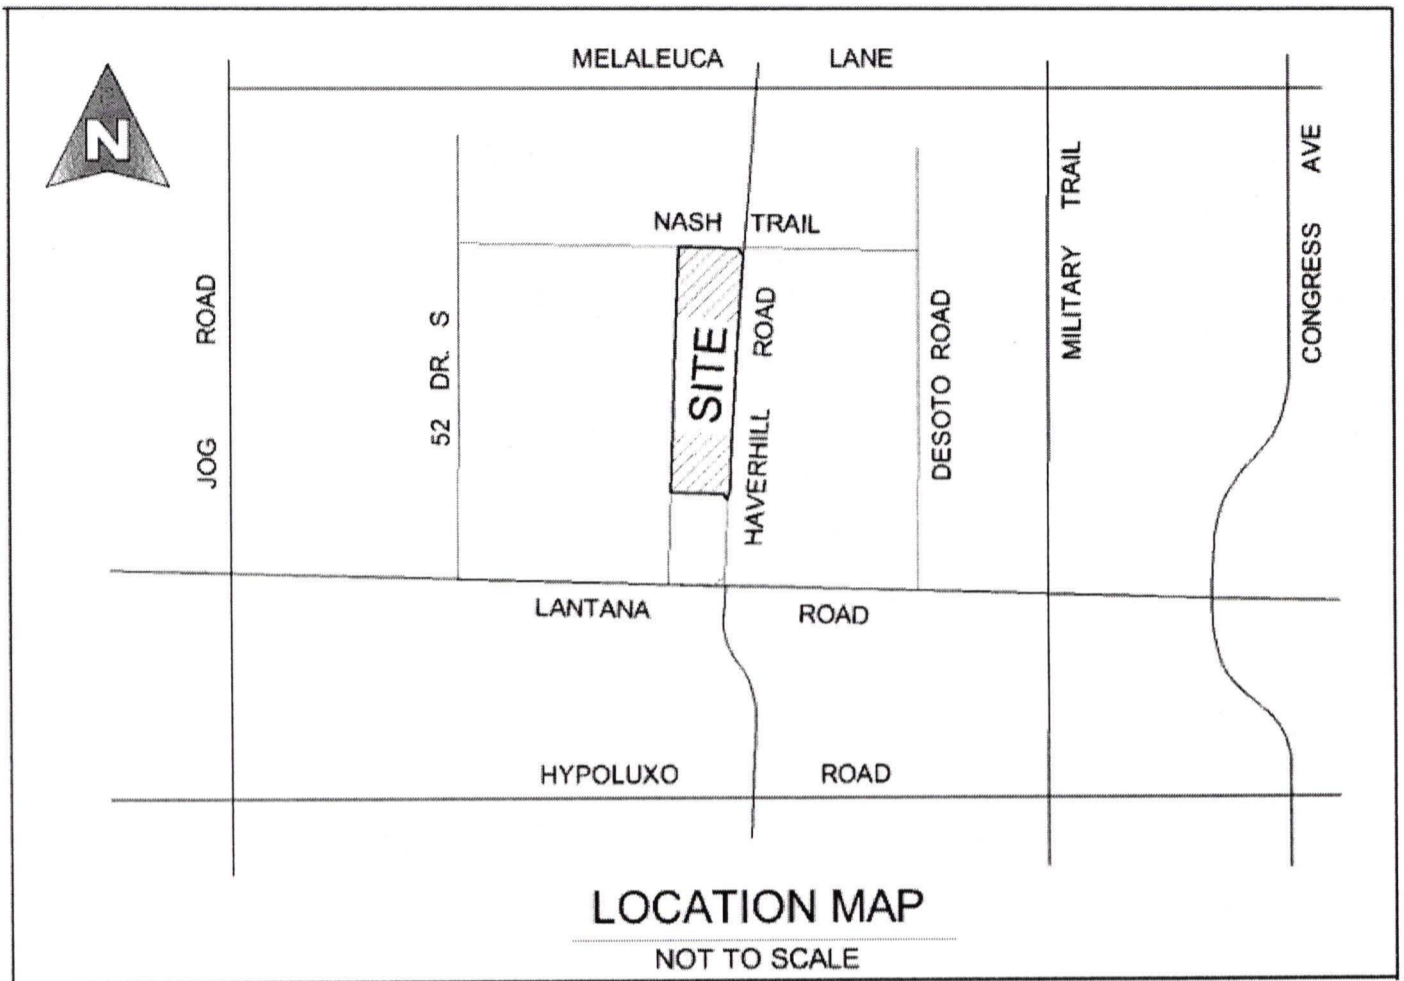 MELALEUCA LANE
N
NASH TRAIL
JOG ROAD
52 DR. S
SITE
HAVERHILL ROAD
DESOTO ROAD
MILITARY TRAIL
CONGRESS AVE
LANTANA ROAD
HYPOLUXO ROAD
LOCATION MAP
NOT TO SCALE